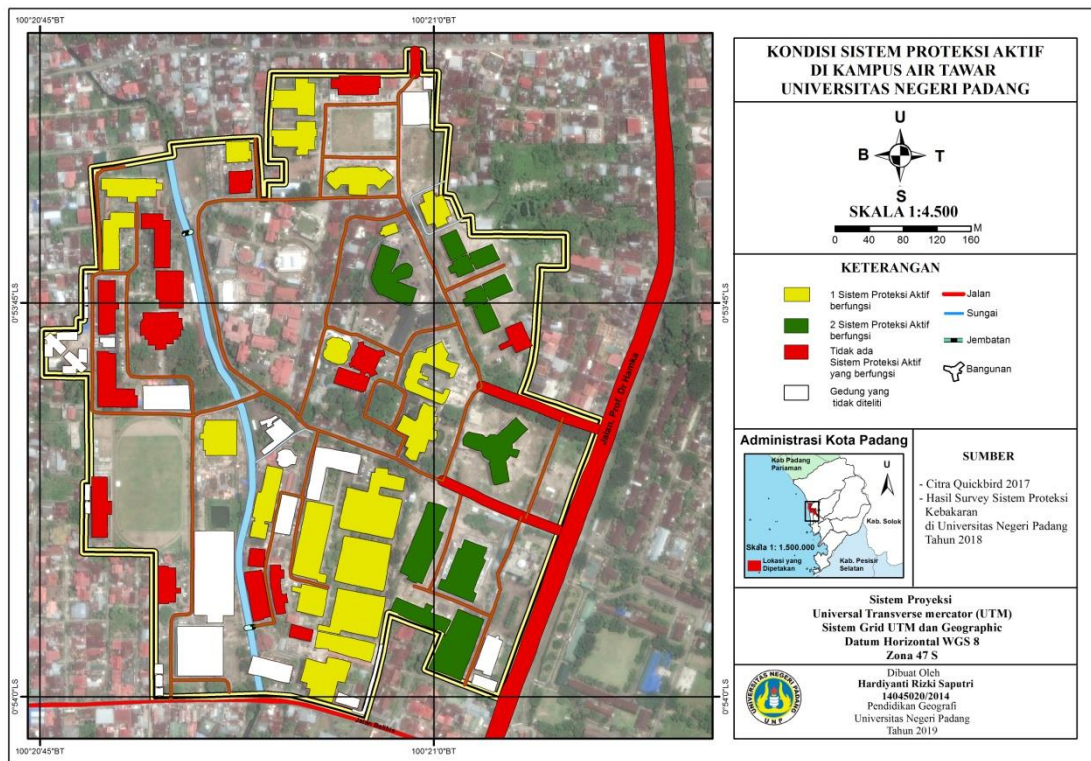 100°20'45"BT
100°21'0"BT
0°53'45"LS
0°53'45"LS
0°54'0"LS
0°54'0"LS
100°20'45"BT
100°21'0"BT
Jalan. Prof. Dr Hamka
KONDISI SISTEM PROTEKSI AKTIF
DI KAMPUS AIR TAWAR
UNIVERSITAS NEGERI PADANG
U
B
T
S
SKALA 1:4.500
0 40 80 120 160 M
KETERANGAN
1 Sistem Proteksi Aktif
berfungsi
2 Sistem Proteksi Aktif
berfungsi
Tidak ada
Sistem Proteksi Aktif
yang berfungsi
Gedung yang
tidak diteliti
Jalan
Sungai
Jembatan
Bangunan
Administrasi Kota Padang
Kab Padang
Pariaman
U
Kab. Solok
Skala 1: 1.500.000
Lokasi yang
Dipetakan
Kab. Pesisir
Selatan
SUMBER
- Citra Quickbird 2017
- Hasil Survey Sistem Proteksi
Kebakaran
di Universitas Negeri Padang
Tahun 2018
Sistem Proyeksi
Universal Transverse mercator (UTM)
Sistem Grid UTM dan Geographic
Datum Horizontal WGS 8
Zona 47 S
UNIVERSITAS NEGERI PADANG
UNP
Dibuat Oleh
Hardiyanti Rizki Saputri
14045020/2014
Pendidikan Geografi
Universitas Negeri Padang
Tahun 2019